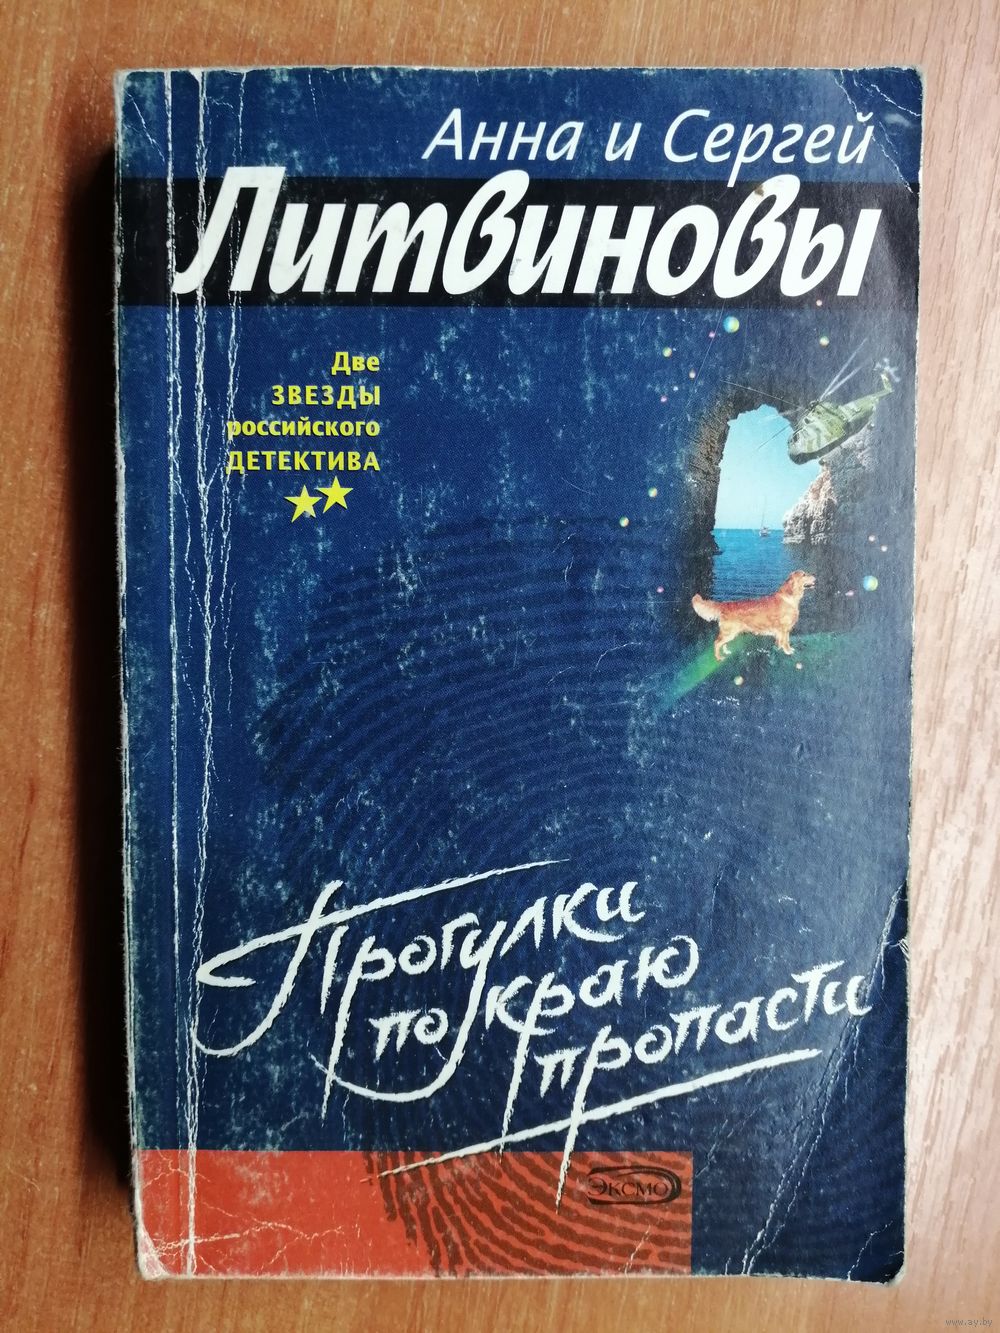 Анна и Сергей
Литвиновы
Две
ЗВЕЗДЫ
российского
ДЕТЕКТИВА
Прогулки
по краю
пропасти
ЭКСМО
www.ay.by